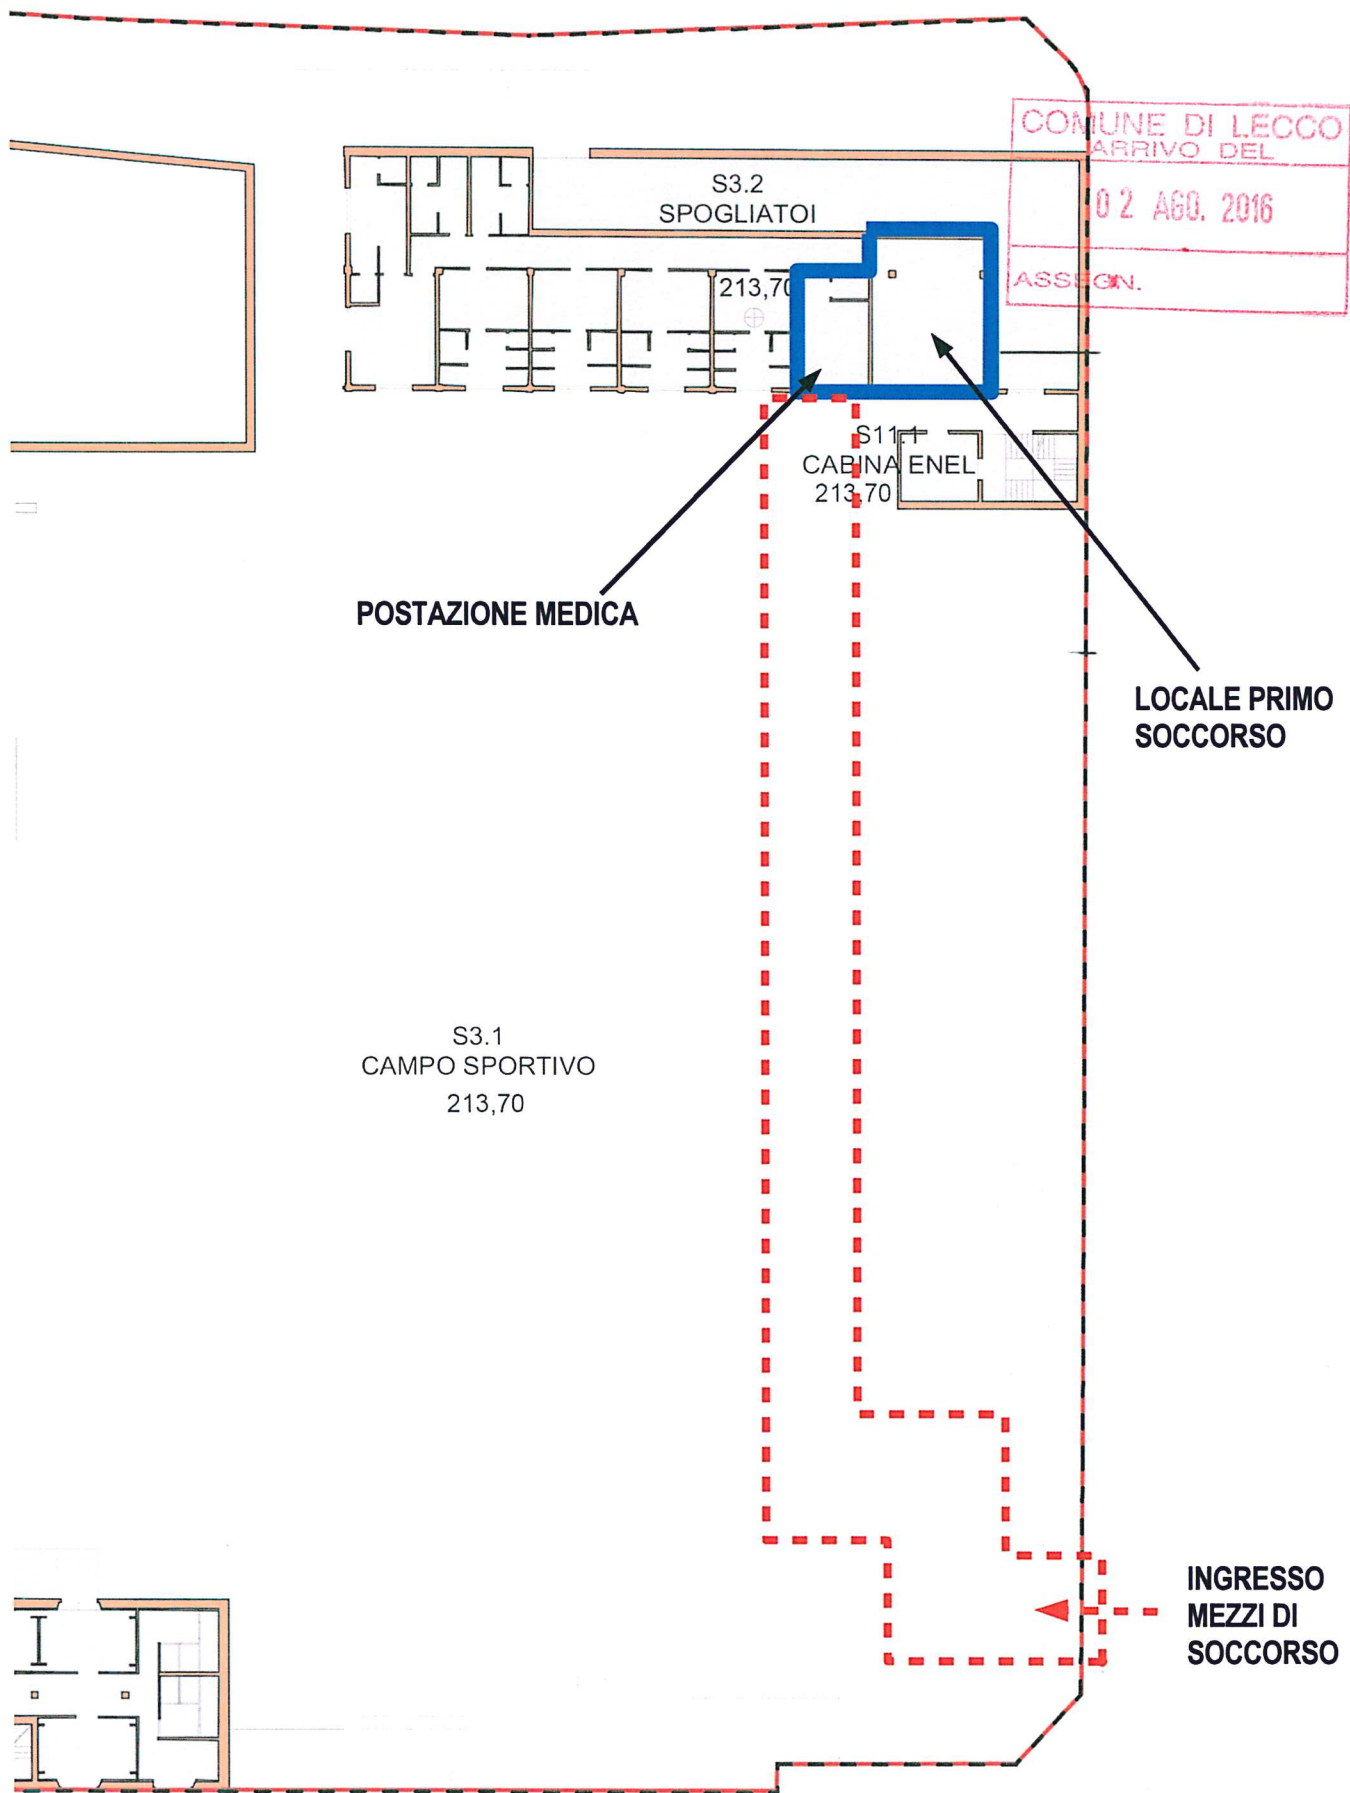 COMUNE DI LECCO
ARRIVO DEL
02 AGO. 2016
ASSEGN.
S3.2
SPOGLIATOI
213,70
S11.1
CABINA ENEL
213,70
POSTAZIONE MEDICA
LOCALE PRIMO
SOCCORSO
S3.1
CAMPO SPORTIVO
213,70
INGRESSO
MEZZI DI
SOCCORSO